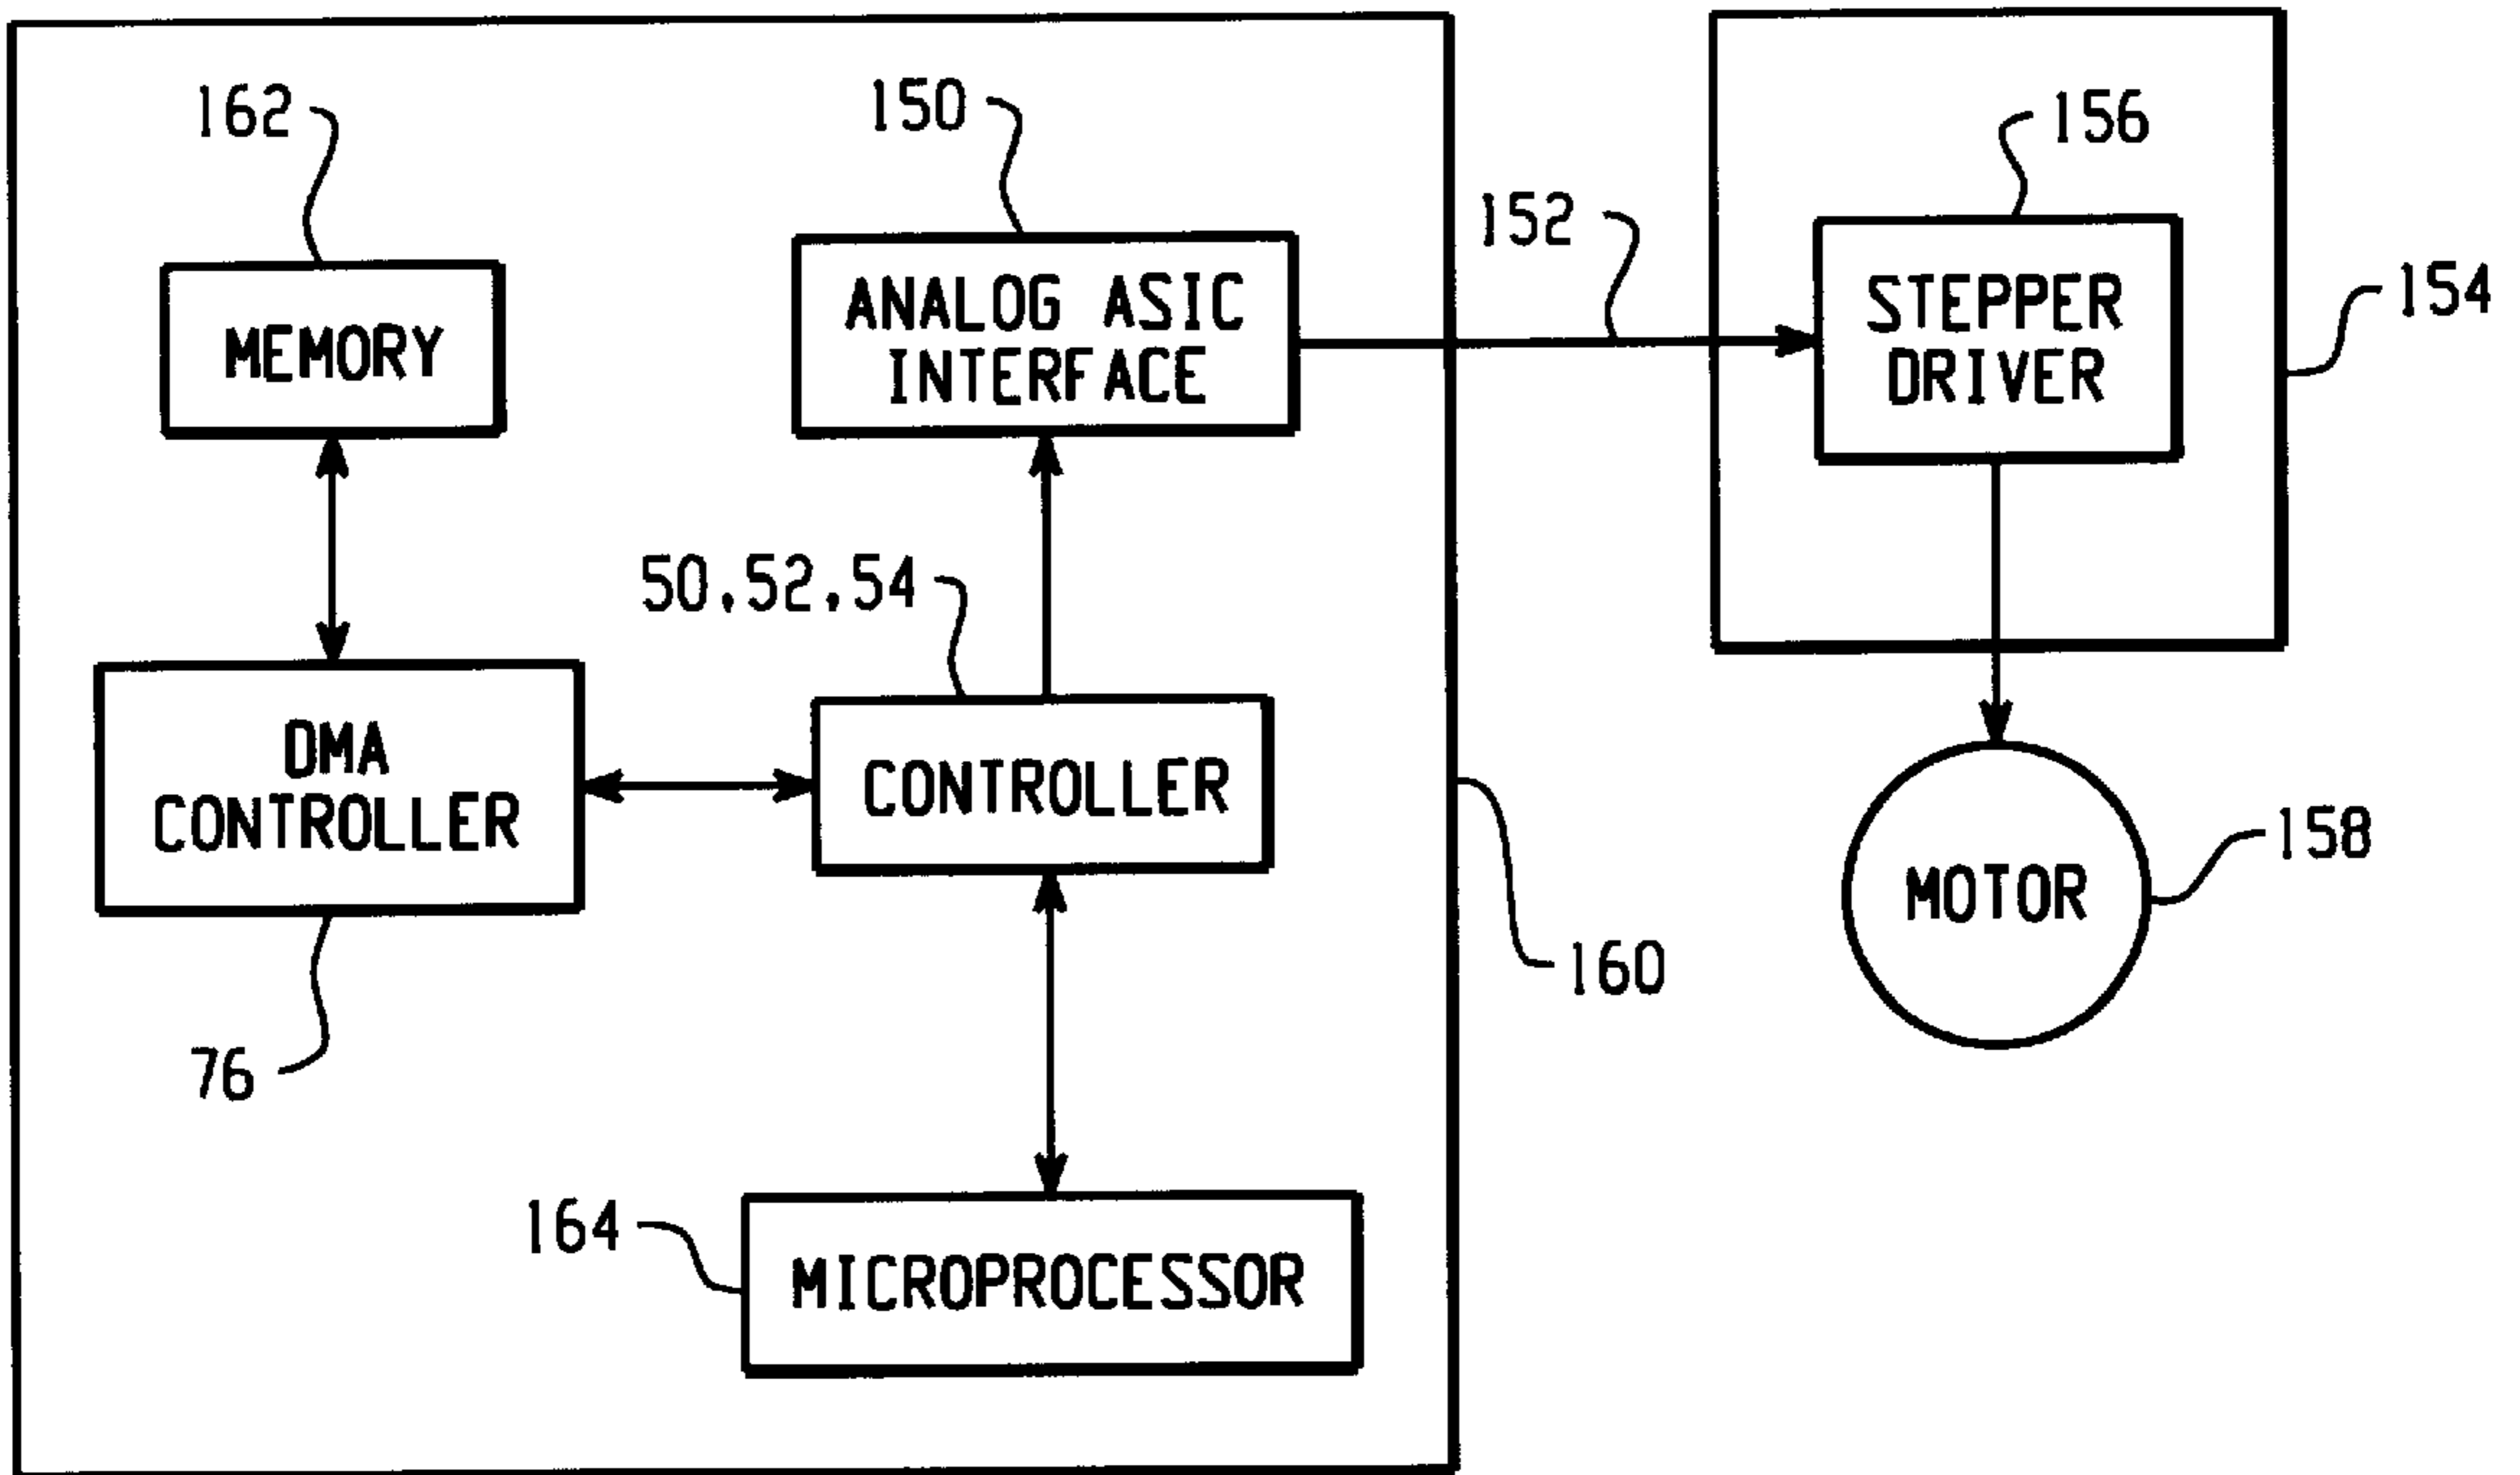 162
150
156
152
154
MEMORY
ANALOG ASIC
INTERFACE
STEPPER
DRIVER
50,52,54
DMA
CONTROLLER
CONTROLLER
158
MOTOR
160
76
164
MICROPROCESSOR